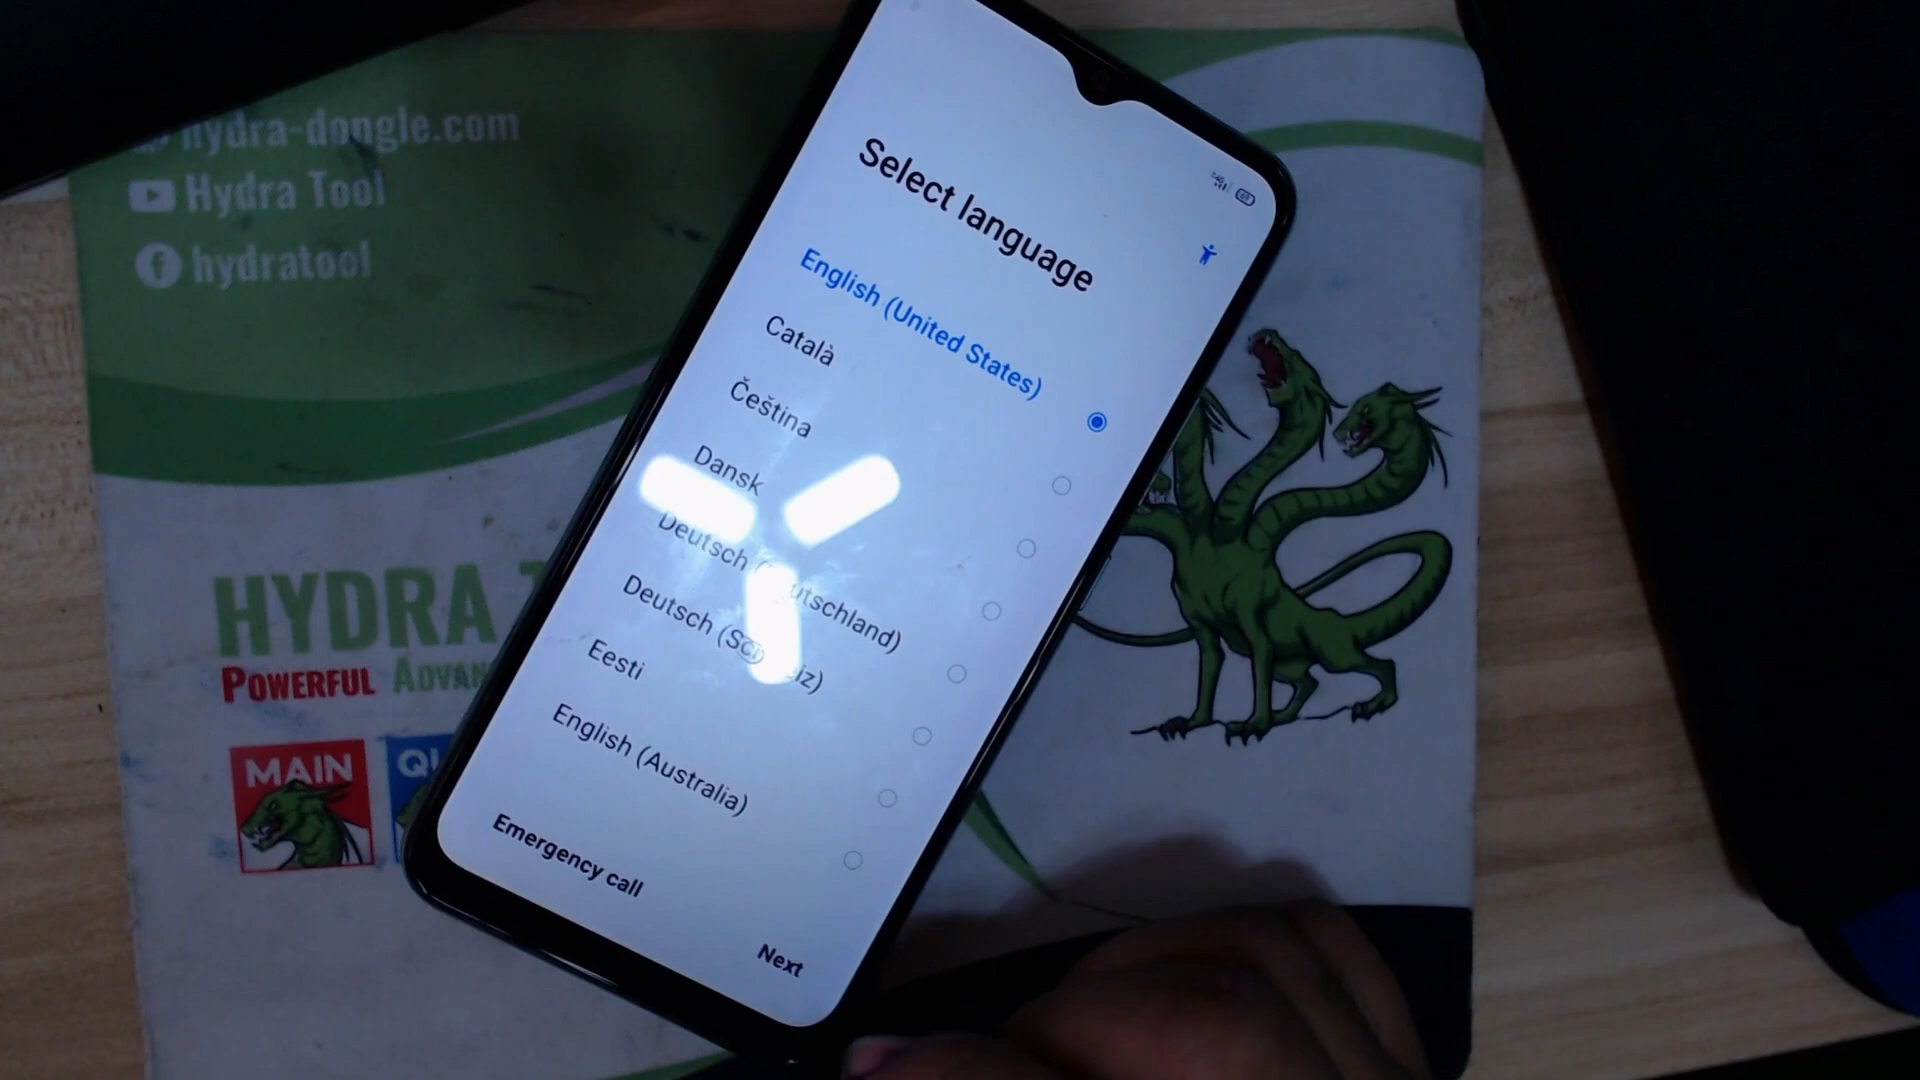 hydra-dongle.com
Hydra Tool
hydratool
HYDRA
POWERFUL
MAIN
Select language
English (United States)
Català
Čeština
Dansk
Deutsch
Deutsch
Eesti
English (Australia)
Emergency call
Next